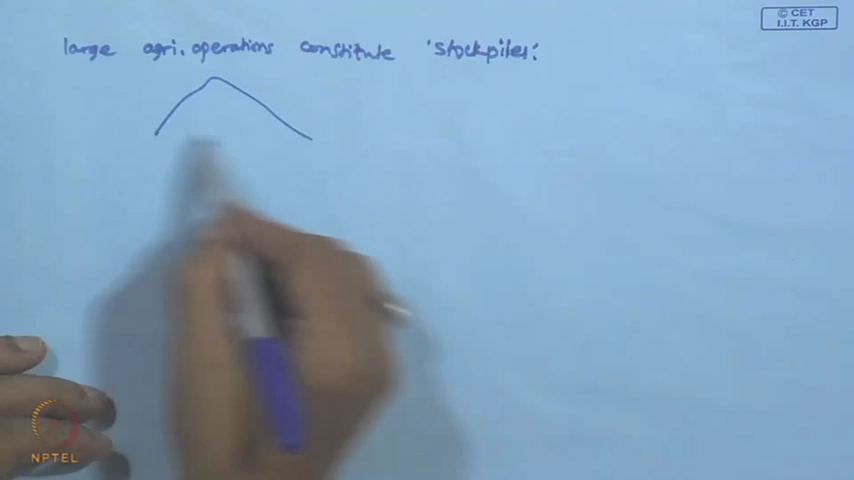 © CET
I.I.T. KGP
large agri. operations constitute 'stockpiles:
NPTEL